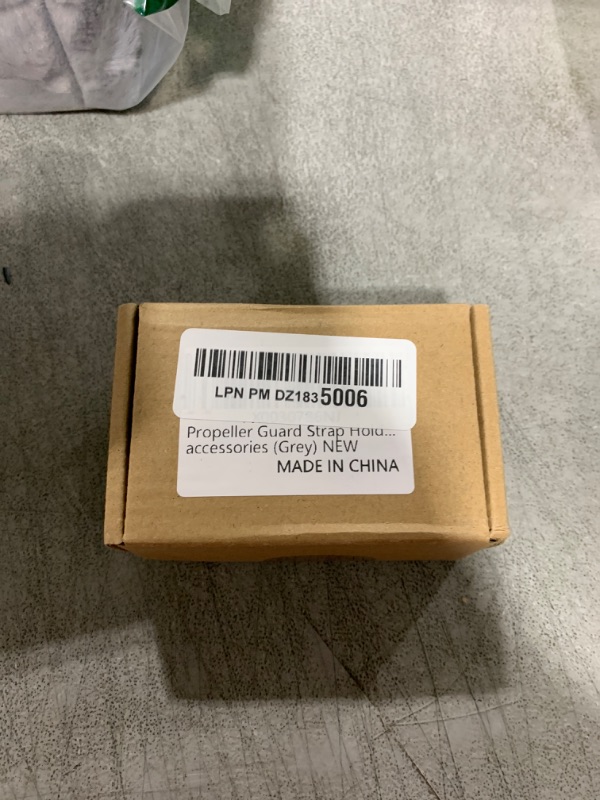 LPN PM DZ1835006
Propeller Guard Strap Hold...
accessories (Grey) NEW
MADE IN CHINA